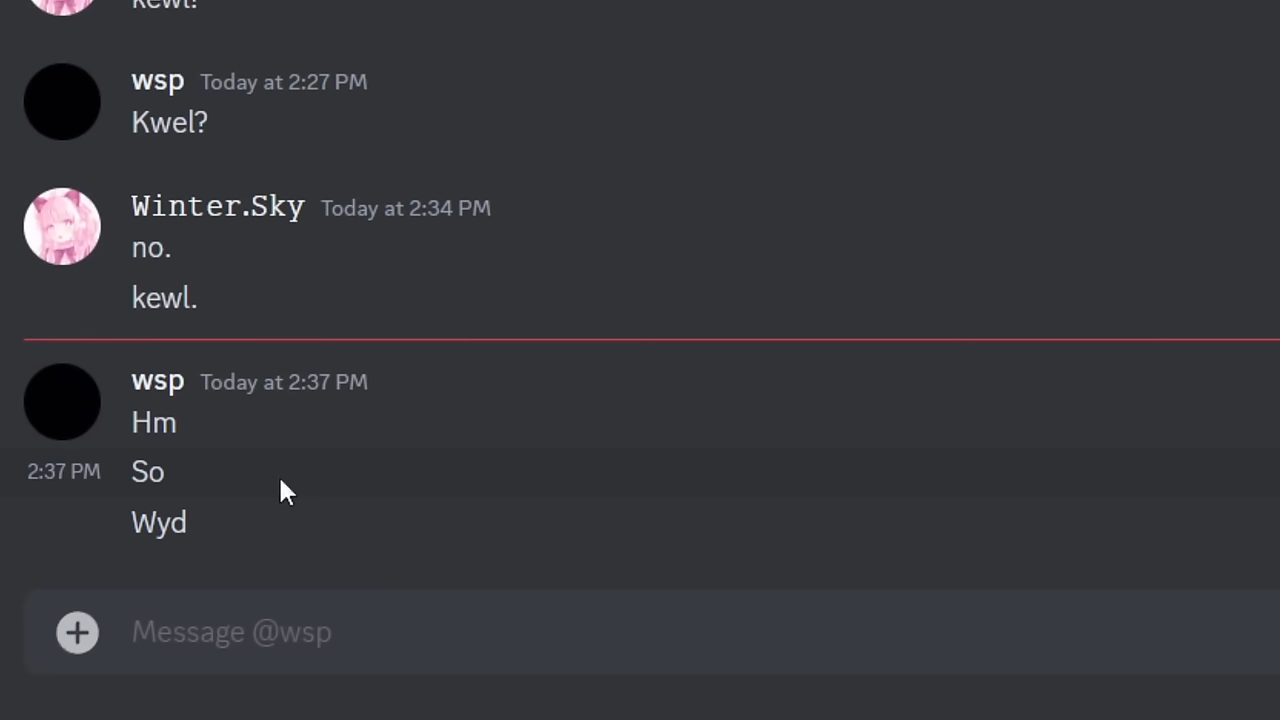 kewl?
wsp Today at 2:27 PM
Kwel?
Winter.Sky Today at 2:34 PM
no.
kewl.
wsp Today at 2:37 PM
Hm
2:37 PM So
Wyd
Message @wsp